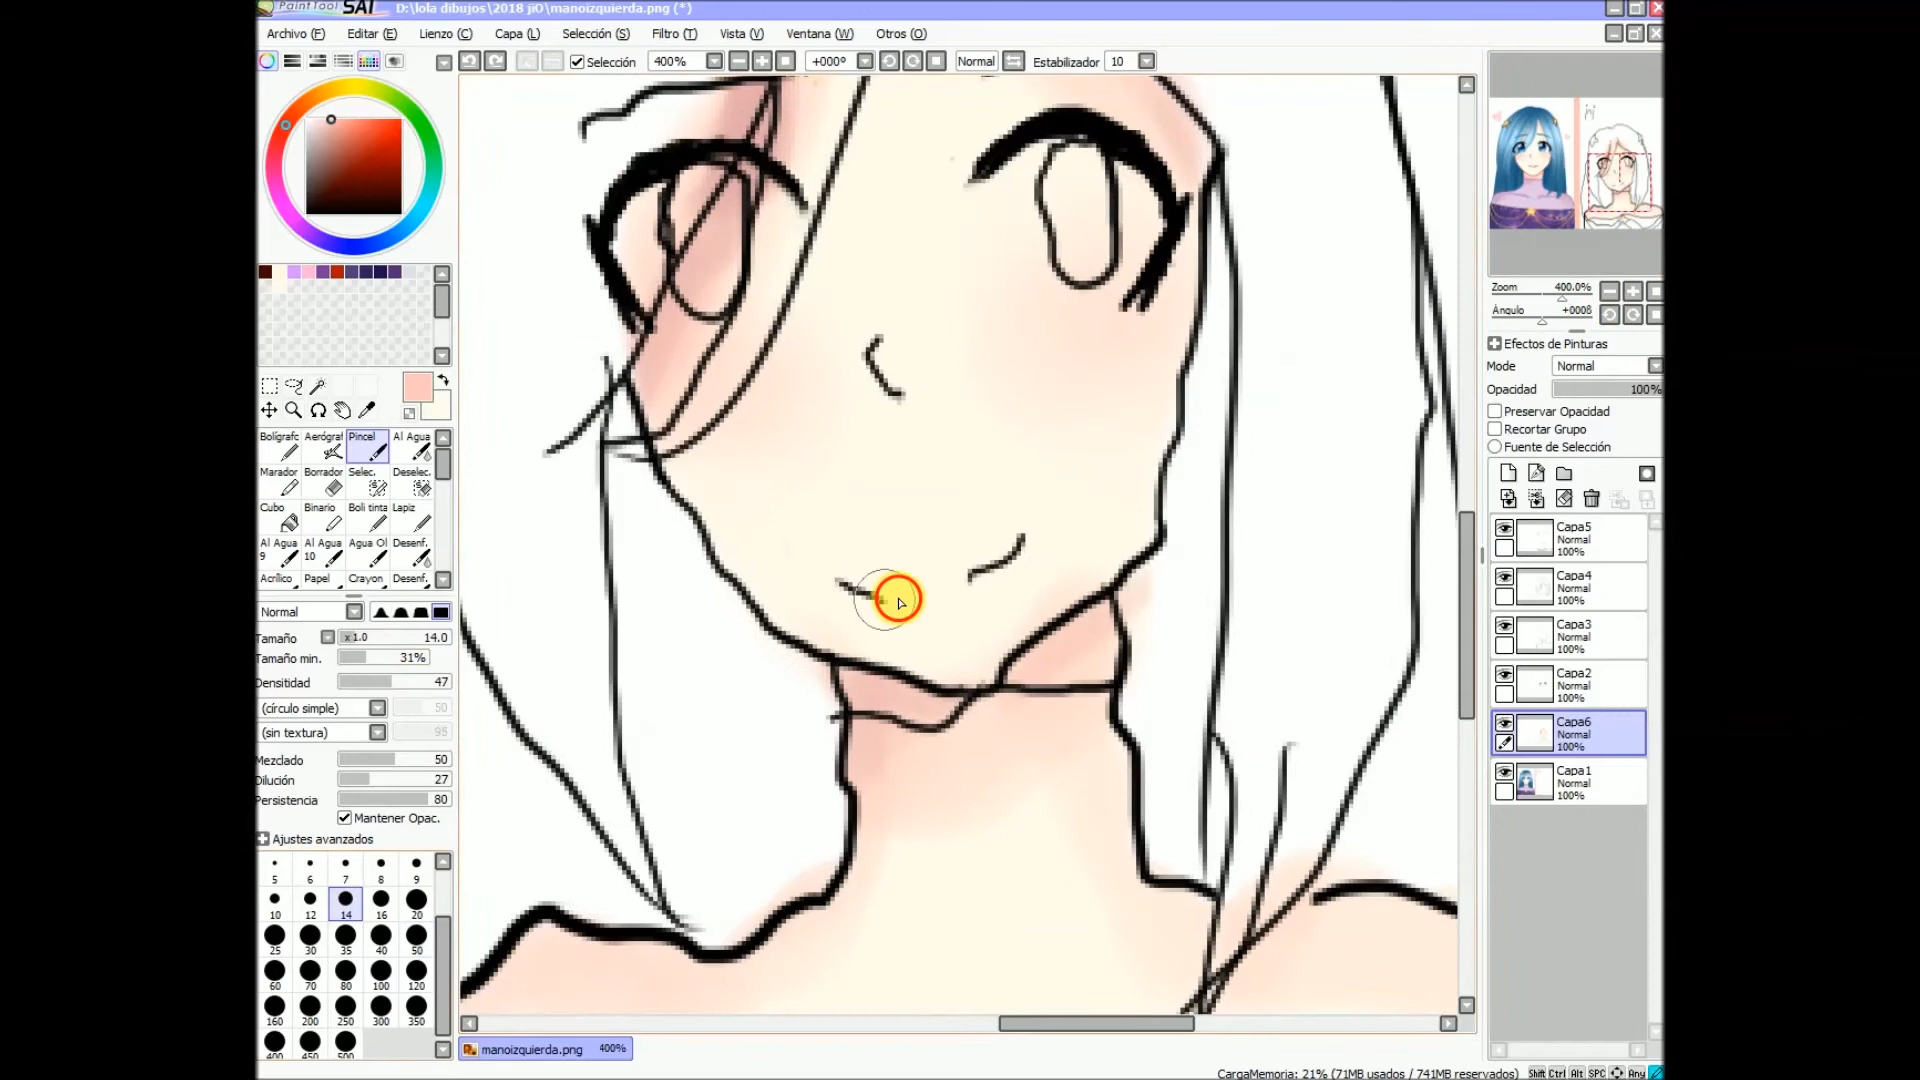 PaintTool SAI D:\lola dibujos\2018 jiO\manoizquierda.png (*)
Archivo (F) Editar (E) Lienzo (C) Capa (L) Selección (S) Filtro (T) Vista (V) Ventana (W) Otros (O)
Selección 400% +000º Normal Estabilizador 10
Zoom 400.0%
Ángulo +000ß
Efectos de Pinturas
Mode Normal
Opacidad 100%
Preservar Opacidad
Recortar Grupo
Fuente de Selección
Bolígrafc Aerógraf Pincel Al Agua
Marador Borrador Selec. Deselec.
Cubo Binario Boli tinta Lapiz
Al Agua 9 Al Agua 10 Agua Ol Desenf.
Acrílico Papel Crayon Desenf.
Normal
Tamaño x1.0 14.0
Tamaño min. 31%
Densitidad 47
(círculo simple) 50
(sin textura) 95
Mezclado 50
Dilución 27
Persistencia 80
Mantener Opac.
Ajustes avanzados
5 6 7 8 9
10 12 14 16 20
25 30 35 40 50
60 70 80 100 120
160 200 250 300 350
400 450 500
Capa5
Normal
100%
Capa4
Normal
100%
Capa3
Normal
100%
Capa2
Normal
100%
Capa6
Normal
100%
Capa1
Normal
100%
manoizquierda.png 400%
CargaMemoria: 21% (71MB usados / 741MB reservados) Shift Ctrl Alt SPC Any